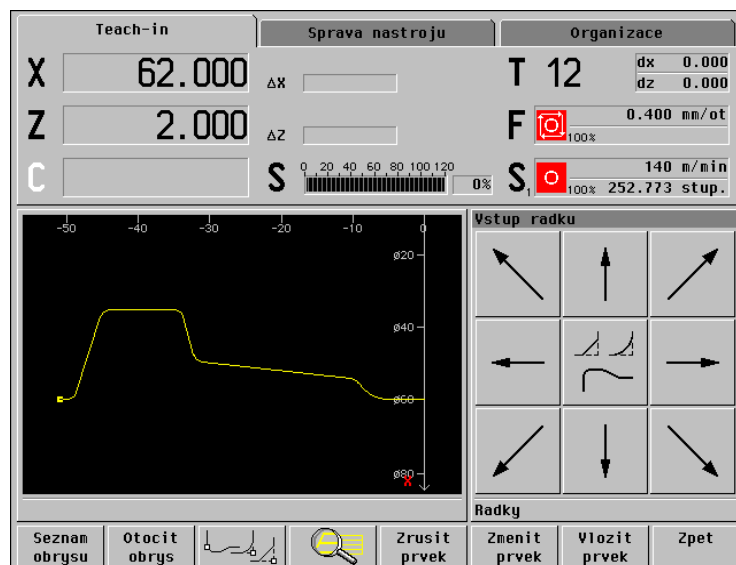 Teach-in
Sprava nastroju
Organizace
X 62.000 ΔX
T 12 dx 0.000
dz 0.000
Z 2.000 ΔZ
F 0.400 mm/ot
100%
C
S 0 20 40 60 80 100 120
0%
S1 140 m/min
100% 252.773 stup.
-50 -40 -30 -20 -10 0
ø20
ø40
ø60
ø80
X
Vstup radku
Radky
Seznam obrysu
Otocit obrys
Zrusit prvek
Zmenit prvek
Vlozit prvek
Zpet